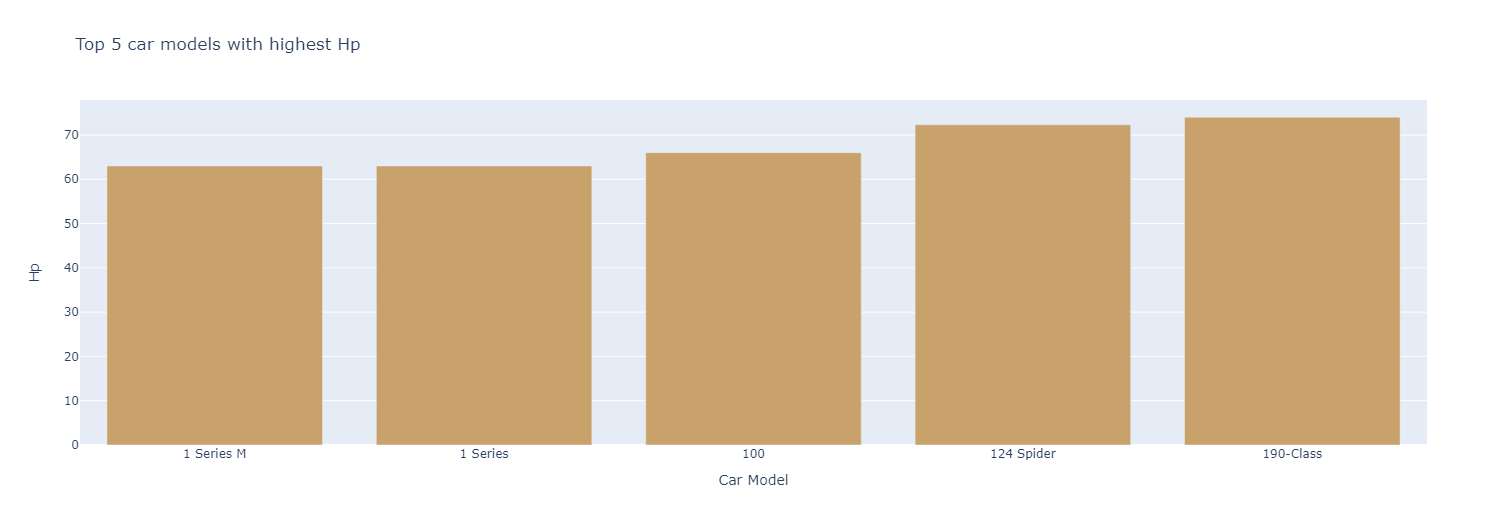 Top 5 car models with highest Hp
70
60
50
40
30
20
10
0
Hp
1 Series M
1 Series
100
124 Spider
190-Class
Car Model